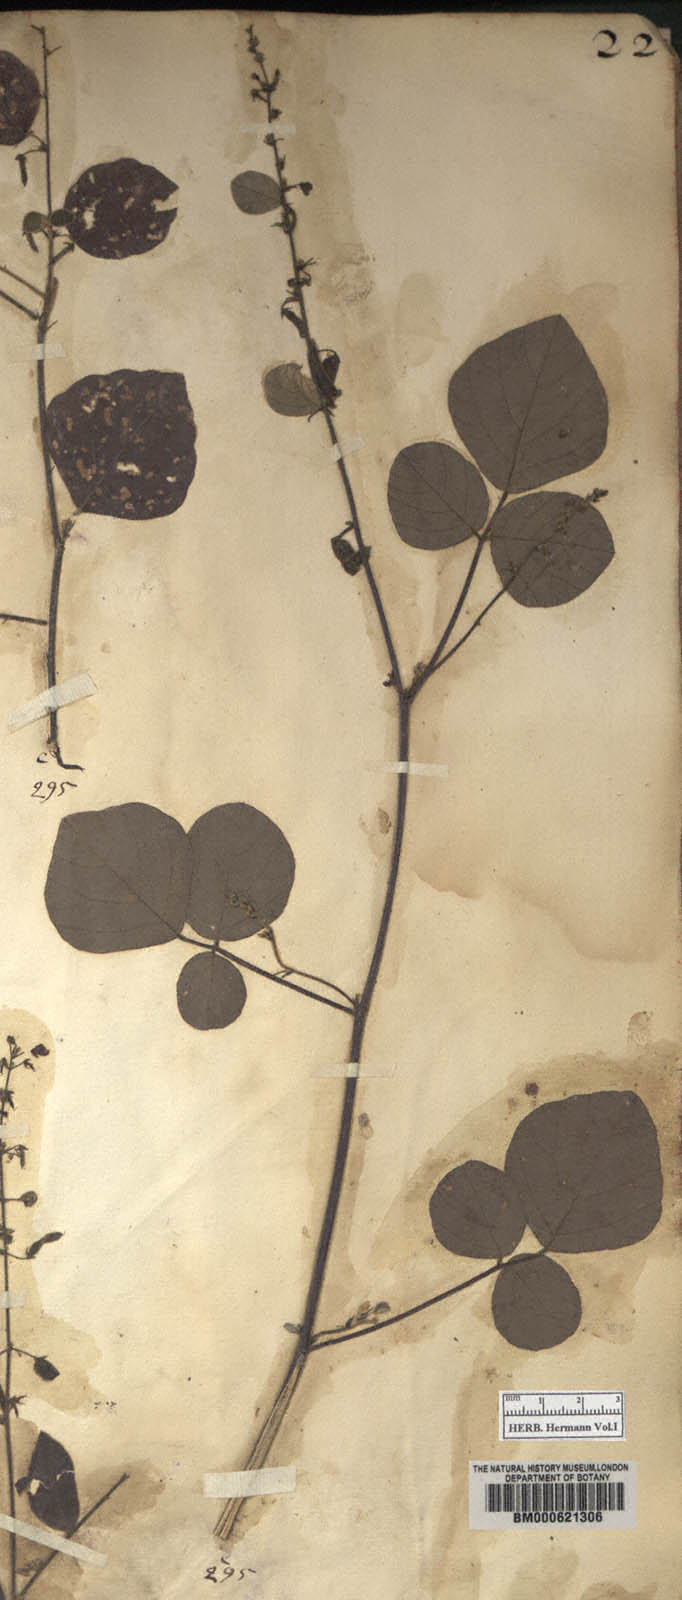 22
c
295
mm 1 2 3
HERB. Hermann Vol.I
THE NATURAL HISTORY MUSEUM, LONDON
DEPARTMENT OF BOTANY
BM000621306
295